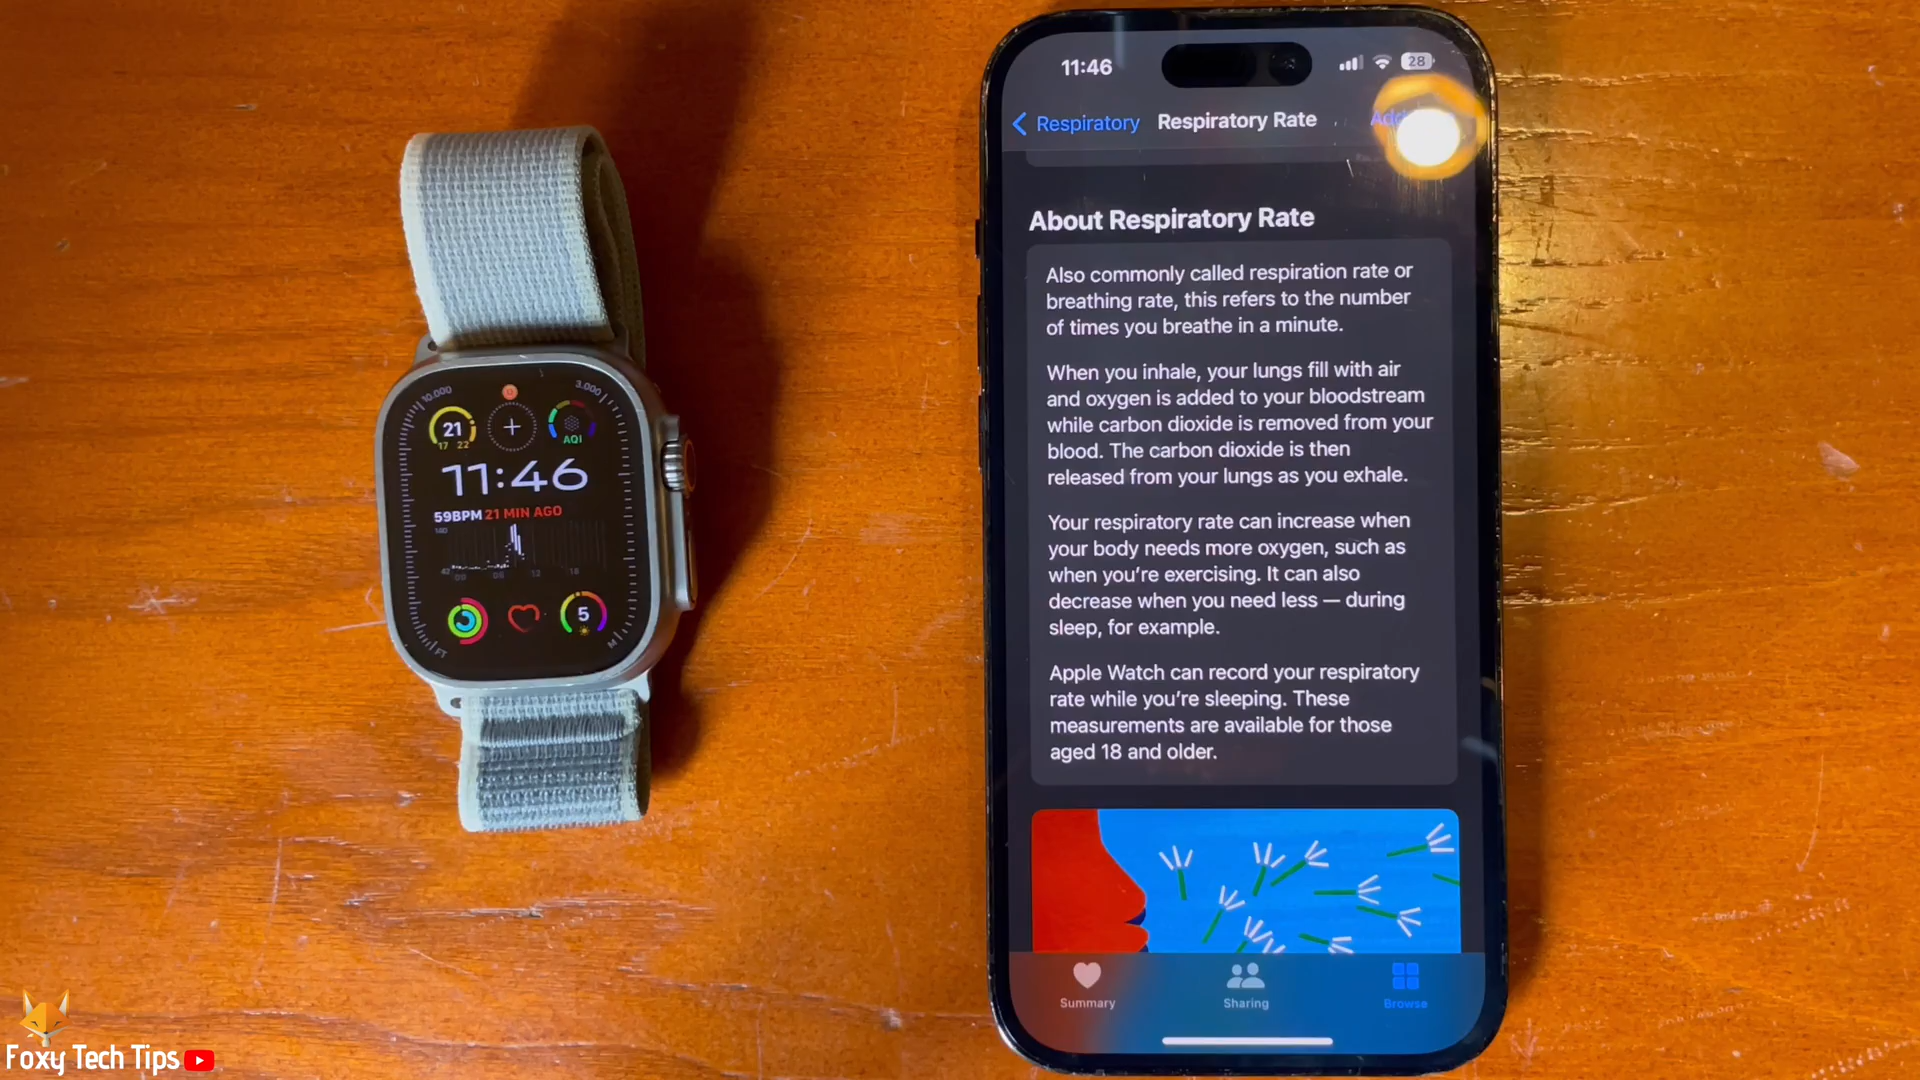 10.000
3.000
21
17 22
AQI
11:46
59BPM 21 MIN AGO
140
42
00 06 12 18
5
FT
M
11:46
28
Respiratory
Respiratory Rate
About Respiratory Rate
Also commonly called respiration rate or
breathing rate, this refers to the number
of times you breathe in a minute.
When you inhale, your lungs fill with air
and oxygen is added to your bloodstream
while carbon dioxide is removed from your
blood. The carbon dioxide is then
released from your lungs as you exhale.
Your respiratory rate can increase when
your body needs more oxygen, such as
when you're exercising. It can also
decrease when you need less — during
sleep, for example.
Apple Watch can record your respiratory
rate while you're sleeping. These
measurements are available for those
aged 18 and older.
Summary
Sharing
Browse
Foxy Tech Tips